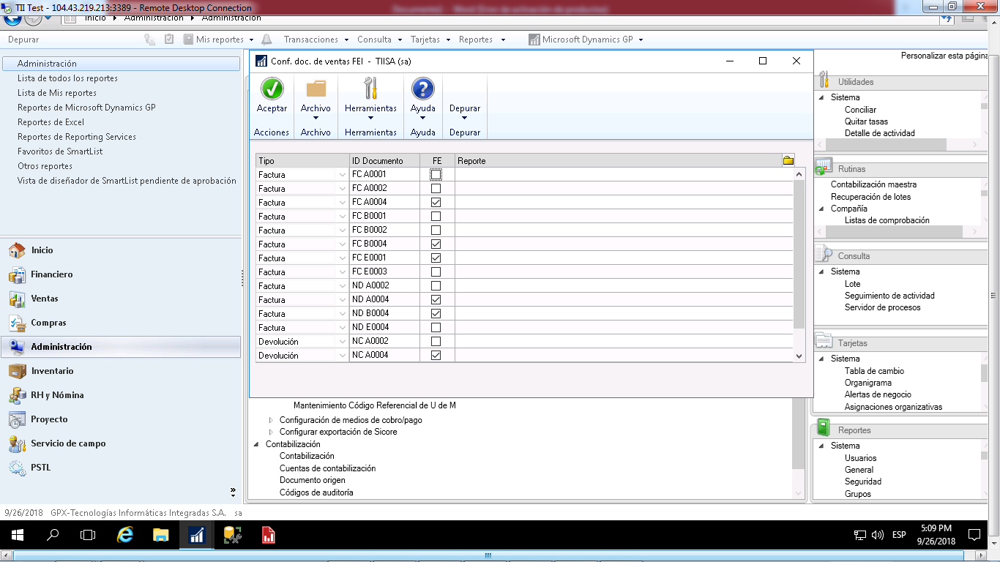 TII Test - 104.43.219.213:3389 - Remote Desktop Connection
Inicio Administración Administración
Depurar Mis reportes Transacciones Consulta Tarjetas Reportes Microsoft Dynamics GP
Personalizar esta página
Administración
Lista de todos los reportes
Lista de Mis reportes
Reportes de Microsoft Dynamics GP
Reportes de Excel
Reportes de Reporting Services
Favoritos de SmartList
Otros reportes
Vista de diseñador de SmartList pendiente de aprobación
Inicio
Financiero
Ventas
Compras
Administración
Inventario
RH y Nómina
Proyecto
Servicio de campo
PSTL
»
Conf. doc. de ventas FEI - TIISA (sa)
Aceptar Archivo Herramientas Ayuda Depurar
Acciones Archivo Herramientas Ayuda Depurar
Tipo ID Documento FE Reporte
Factura FC A0001
Factura FC A0002
Factura FC A0004
Factura FC B0001
Factura FC B0002
Factura FC B0004
Factura FC E0001
Factura FC E0003
Factura ND A0002
Factura ND A0004
Factura ND B0004
Factura ND E0004
Devolución NC A0002
Devolución NC A0004
Mantenimiento Código Referencial de U de M
Configuración de medios de cobro/pago
Configurar exportación de Sicore
Contabilización
Contabilización
Cuentas de contabilización
Documento origen
Códigos de auditoría
Utilidades
Sistema
Conciliar
Quitar tasas
Detalle de actividad
Rutinas
Contabilización maestra
Recuperación de lotes
Compañía
Listas de comprobación
Consulta
Sistema
Lote
Seguimiento de actividad
Servidor de procesos
Tarjetas
Sistema
Tabla de cambio
Organigrama
Alertas de negocio
Asignaciones organizativas
Reportes
Sistema
Usuarios
General
Seguridad
Grupos
9/26/2018 GPX-Tecnologías Informáticas Integradas S.A. sa
ESP
5:09 PM
9/26/2018